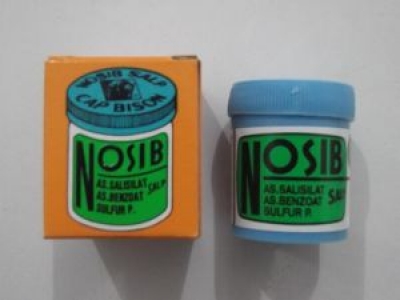 NOSIB SALP
CAP BISON
NOSIB
AS. SALISILAT
AS. BENZOAT
SULFUR P.
SALP
NOSIB
AS. SALISILAT
AS. BENZOAT
SULFUR P.
SALP